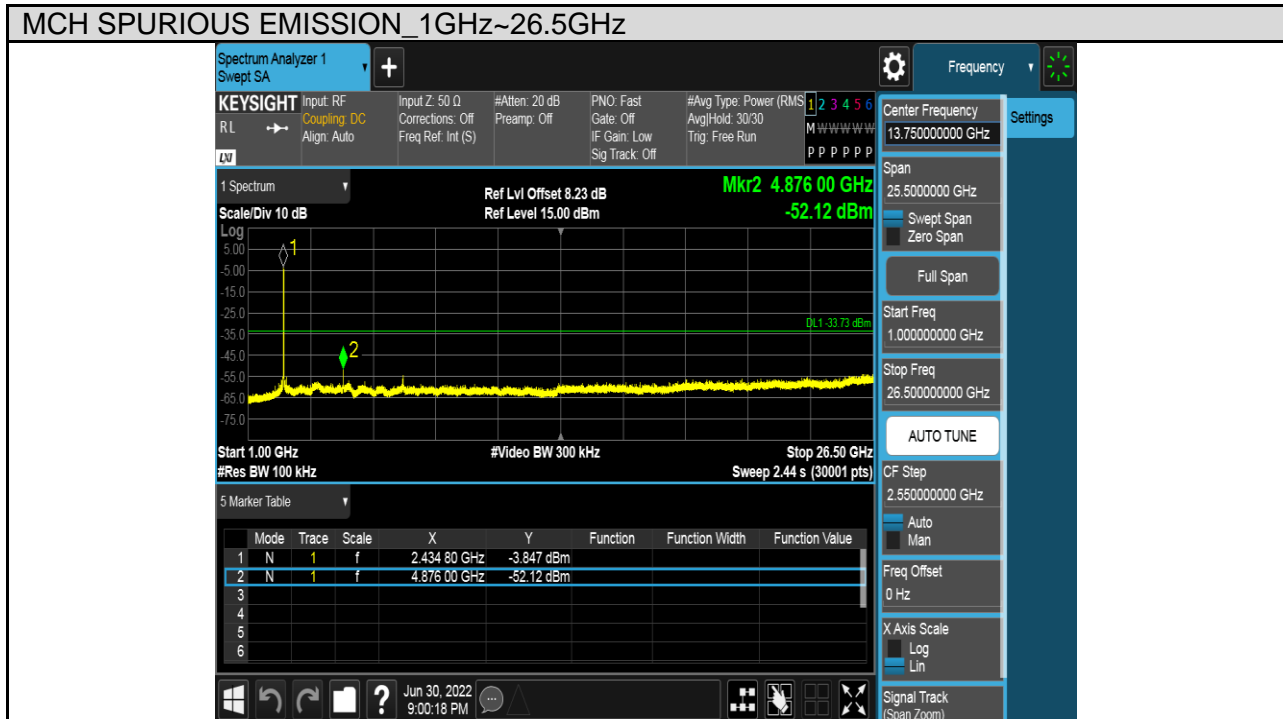 MCH SPURIOUS EMISSION_1GHz~26.5GHz
Spectrum Analyzer 1
Swept SA
Frequency
KEYSIGHT
RL
LXI
Input: RF
Coupling: DC
Align: Auto
Input Z: 50 Ω
Corrections: Off
Freq Ref: Int (S)
#Atten: 20 dB
Preamp: Off
PNO: Fast
Gate: Off
IF Gain: Low
Sig Track: Off
#Avg Type: Power (RMS
Avg|Hold: 30/30
Trig: Free Run
1 2 3 4 5 6
M W W W W W
P P P P P P
1 Spectrum
Ref Lvl Offset 8.23 dB
Mkr2 4.876 00 GHz
Scale/Div 10 dB
Ref Level 15.00 dBm
-52.12 dBm
Log
5.00
-5.00
-15.0
-25.0
-35.0
-45.0
-55.0
-65.0
-75.0
1
2
DL1 -33.73 dBm
Start 1.00 GHz
#Video BW 300 kHz
Stop 26.50 GHz
#Res BW 100 kHz
Sweep 2.44 s (30001 pts)
5 Marker Table
Mode Trace Scale X Y Function Function Width Function Value
1 N 1 f 2.434 80 GHz -3.847 dBm
2 N 1 f 4.876 00 GHz -52.12 dBm
3
4
5
6
?
Jun 30, 2022
9:00:18 PM
Settings
Center Frequency
13.75000000 GHz
Span
25.5000000 GHz
Swept Span
Zero Span
Full Span
Start Freq
1.000000000 GHz
Stop Freq
26.500000000 GHz
AUTO TUNE
CF Step
2.550000000 GHz
Auto
Man
Freq Offset
0 Hz
X Axis Scale
Log
Lin
Signal Track
(Span Zoom)